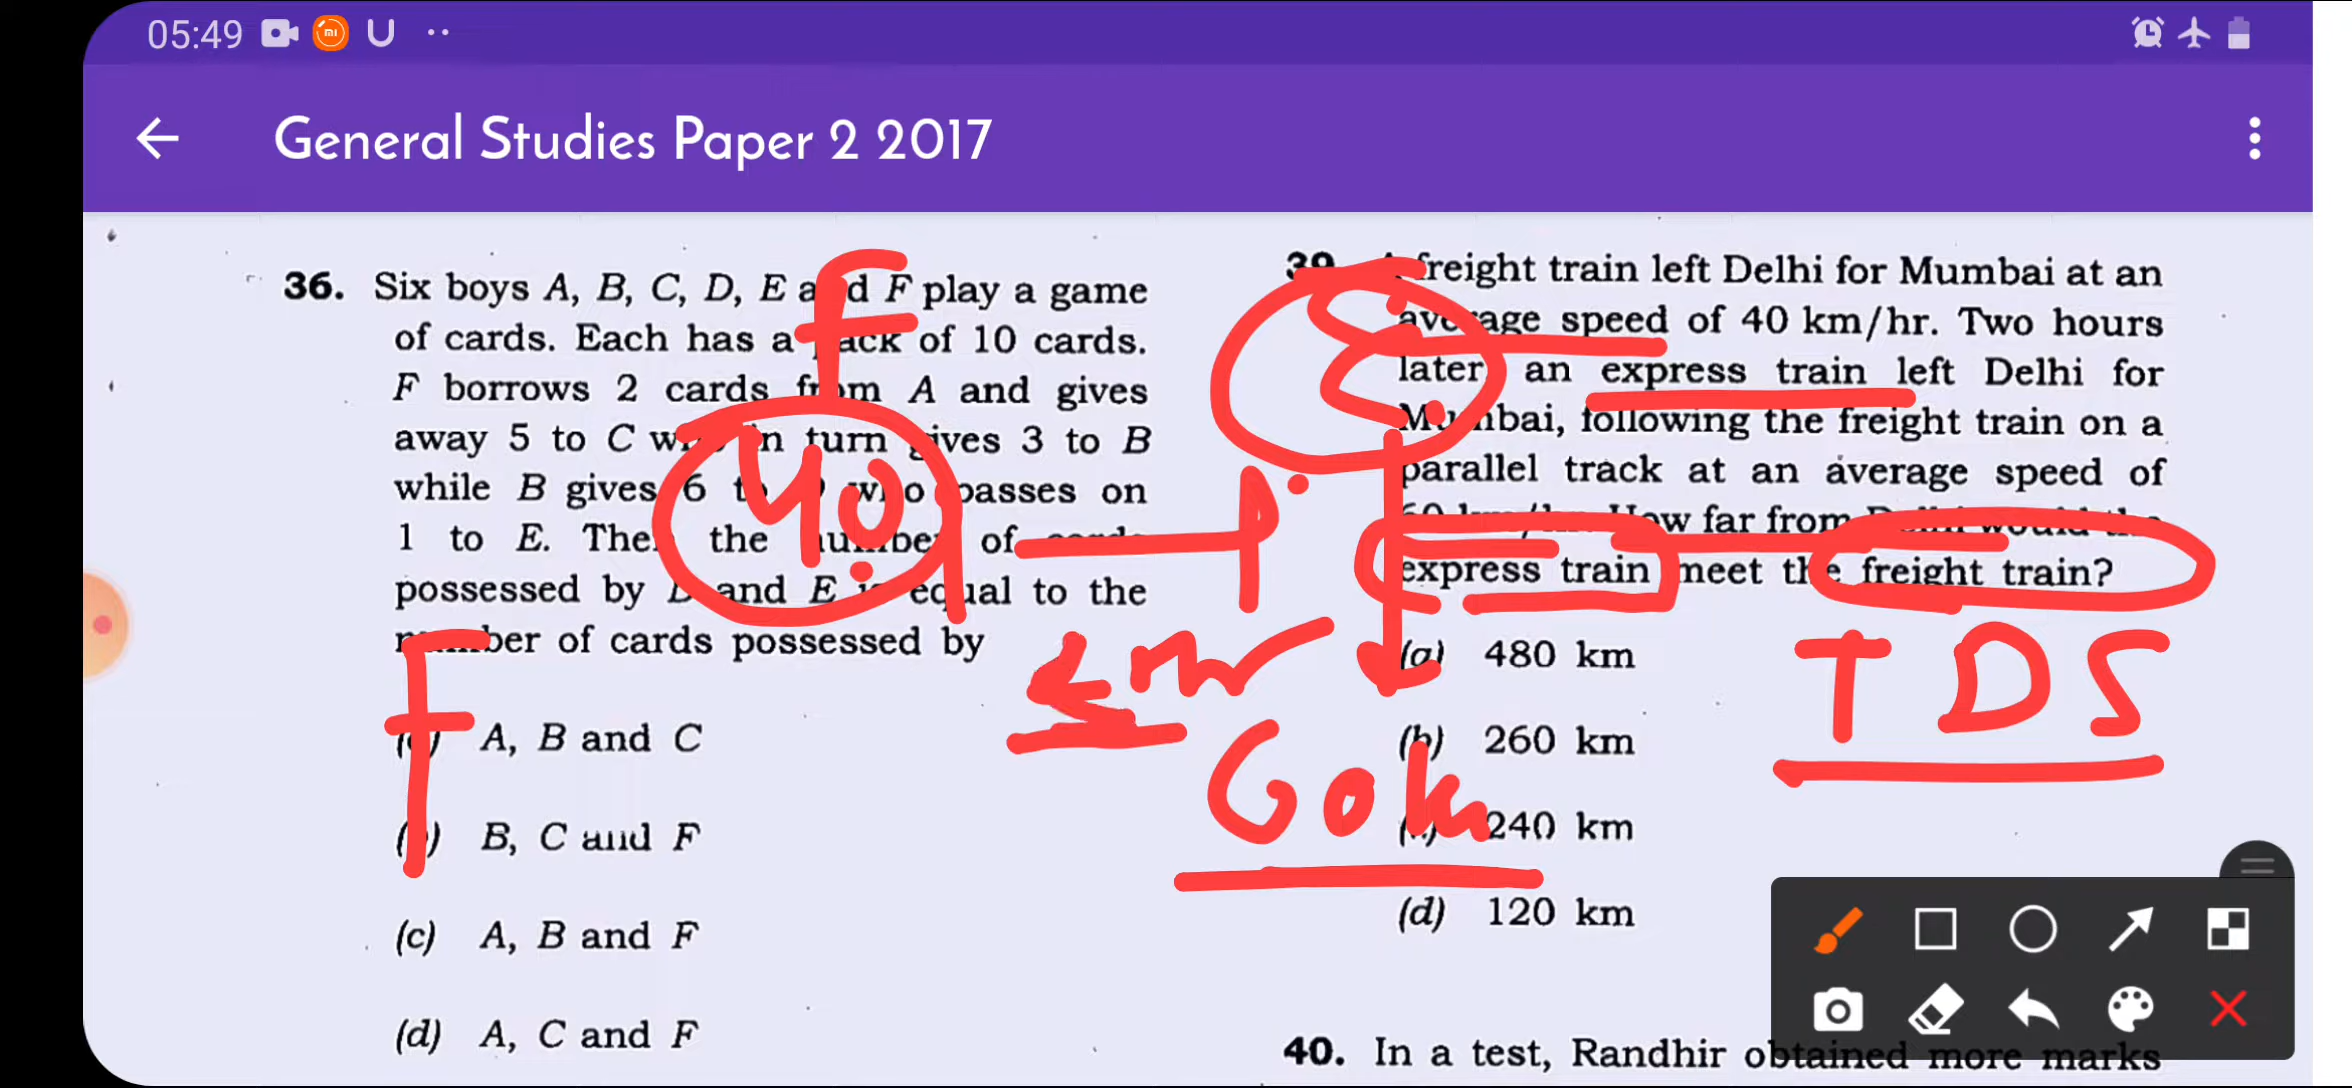 05:49
General Studies Paper 2 2017
36. Six boys A, B, C, D, E and F play a game
of cards. Each has a pack of 10 cards.
F borrows 2 cards from A and gives
away 5 to C who in turn gives 3 to B
while B gives 6 to D who passes on
1 to E. Then the number of cards
possessed by D and E is equal to the
number of cards possessed by
(a) A, B and C
(b) B, C and F
(c) A, B and F
(d) A, C and F
39. A freight train left Delhi for Mumbai at an
average speed of 40 km/hr. Two hours
later, an express train left Delhi for
Mumbai, following the freight train on a
parallel track at an average speed of
60 km/hr. How far from Delhi would the
express train meet the freight train?
(a) 480 km
(b) 260 km
(c) 240 km
(d) 120 km
40. In a test, Randhir obtained more marks
F
40
F
60k
T D S